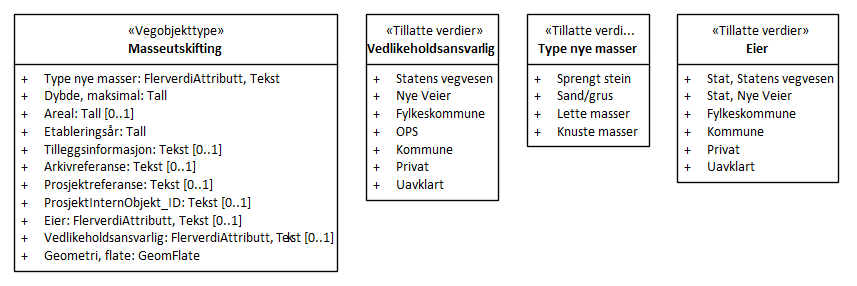 «Vegobjekttype»
Masseutskifting
+ Type nye masser: FlerverdiAttributt, Tekst
+ Dybde, maksimal: Tall
+ Areal: Tall [0..1]
+ Etableringsår: Tall
+ Tilleggsinformasjon: Tekst [0..1]
+ Arkivreferanse: Tekst [0..1]
+ Prosjektreferanse: Tekst [0..1]
+ ProsjektInternObjekt_ID: Tekst [0..1]
+ Eier: FlerverdiAttributt, Tekst [0..1]
+ Vedlikeholdsansvarlig: FlerverdiAttributt, Tekst [0..1]
+ Geometri, flate: GeomFlate
«Tillatte verdier»
Vedlikeholdsansvarlig
+ Statens vegvesen
+ Nye Veier
+ Fylkeskommune
+ OPS
+ Kommune
+ Privat
+ Uavklart
«Tillatte verdi...
Type nye masser
+ Sprengt stein
+ Sand/grus
+ Lette masser
+ Knuste masser
«Tillatte verdier»
Eier
+ Stat, Statens vegvesen
+ Stat, Nye Veier
+ Fylkeskommune
+ Kommune
+ Privat
+ Uavklart